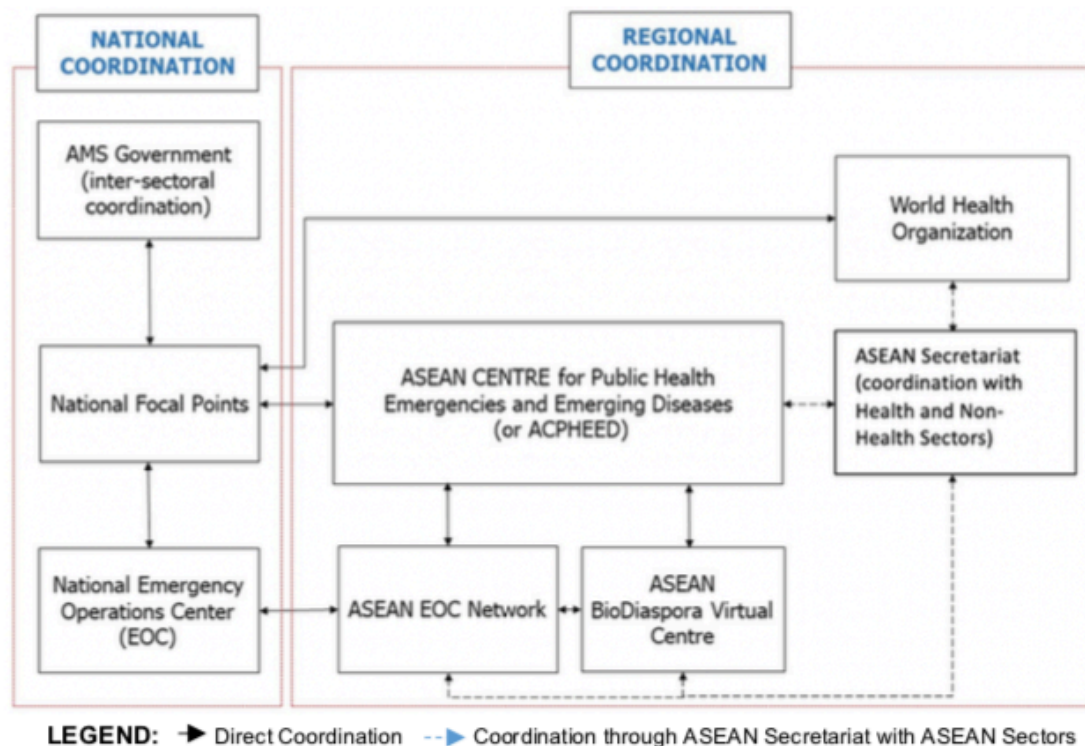 NATIONAL
COORDINATION
REGIONAL
COORDINATION
AMS Government
(inter-sectoral
coordination)
World Health
Organization
National Focal Points
ASEAN CENTRE for Public Health
Emergencies and Emerging Diseases
(or ACPHEED)
ASEAN Secretariat
(coordination with
Health and Non-
Health Sectors)
National Emergency
Operations Center
(EOC)
ASEAN EOC Network
ASEAN
BioDiaspora Virtual
Centre
LEGEND: Direct Coordination Coordination through ASEAN Secretariat with ASEAN Sectors